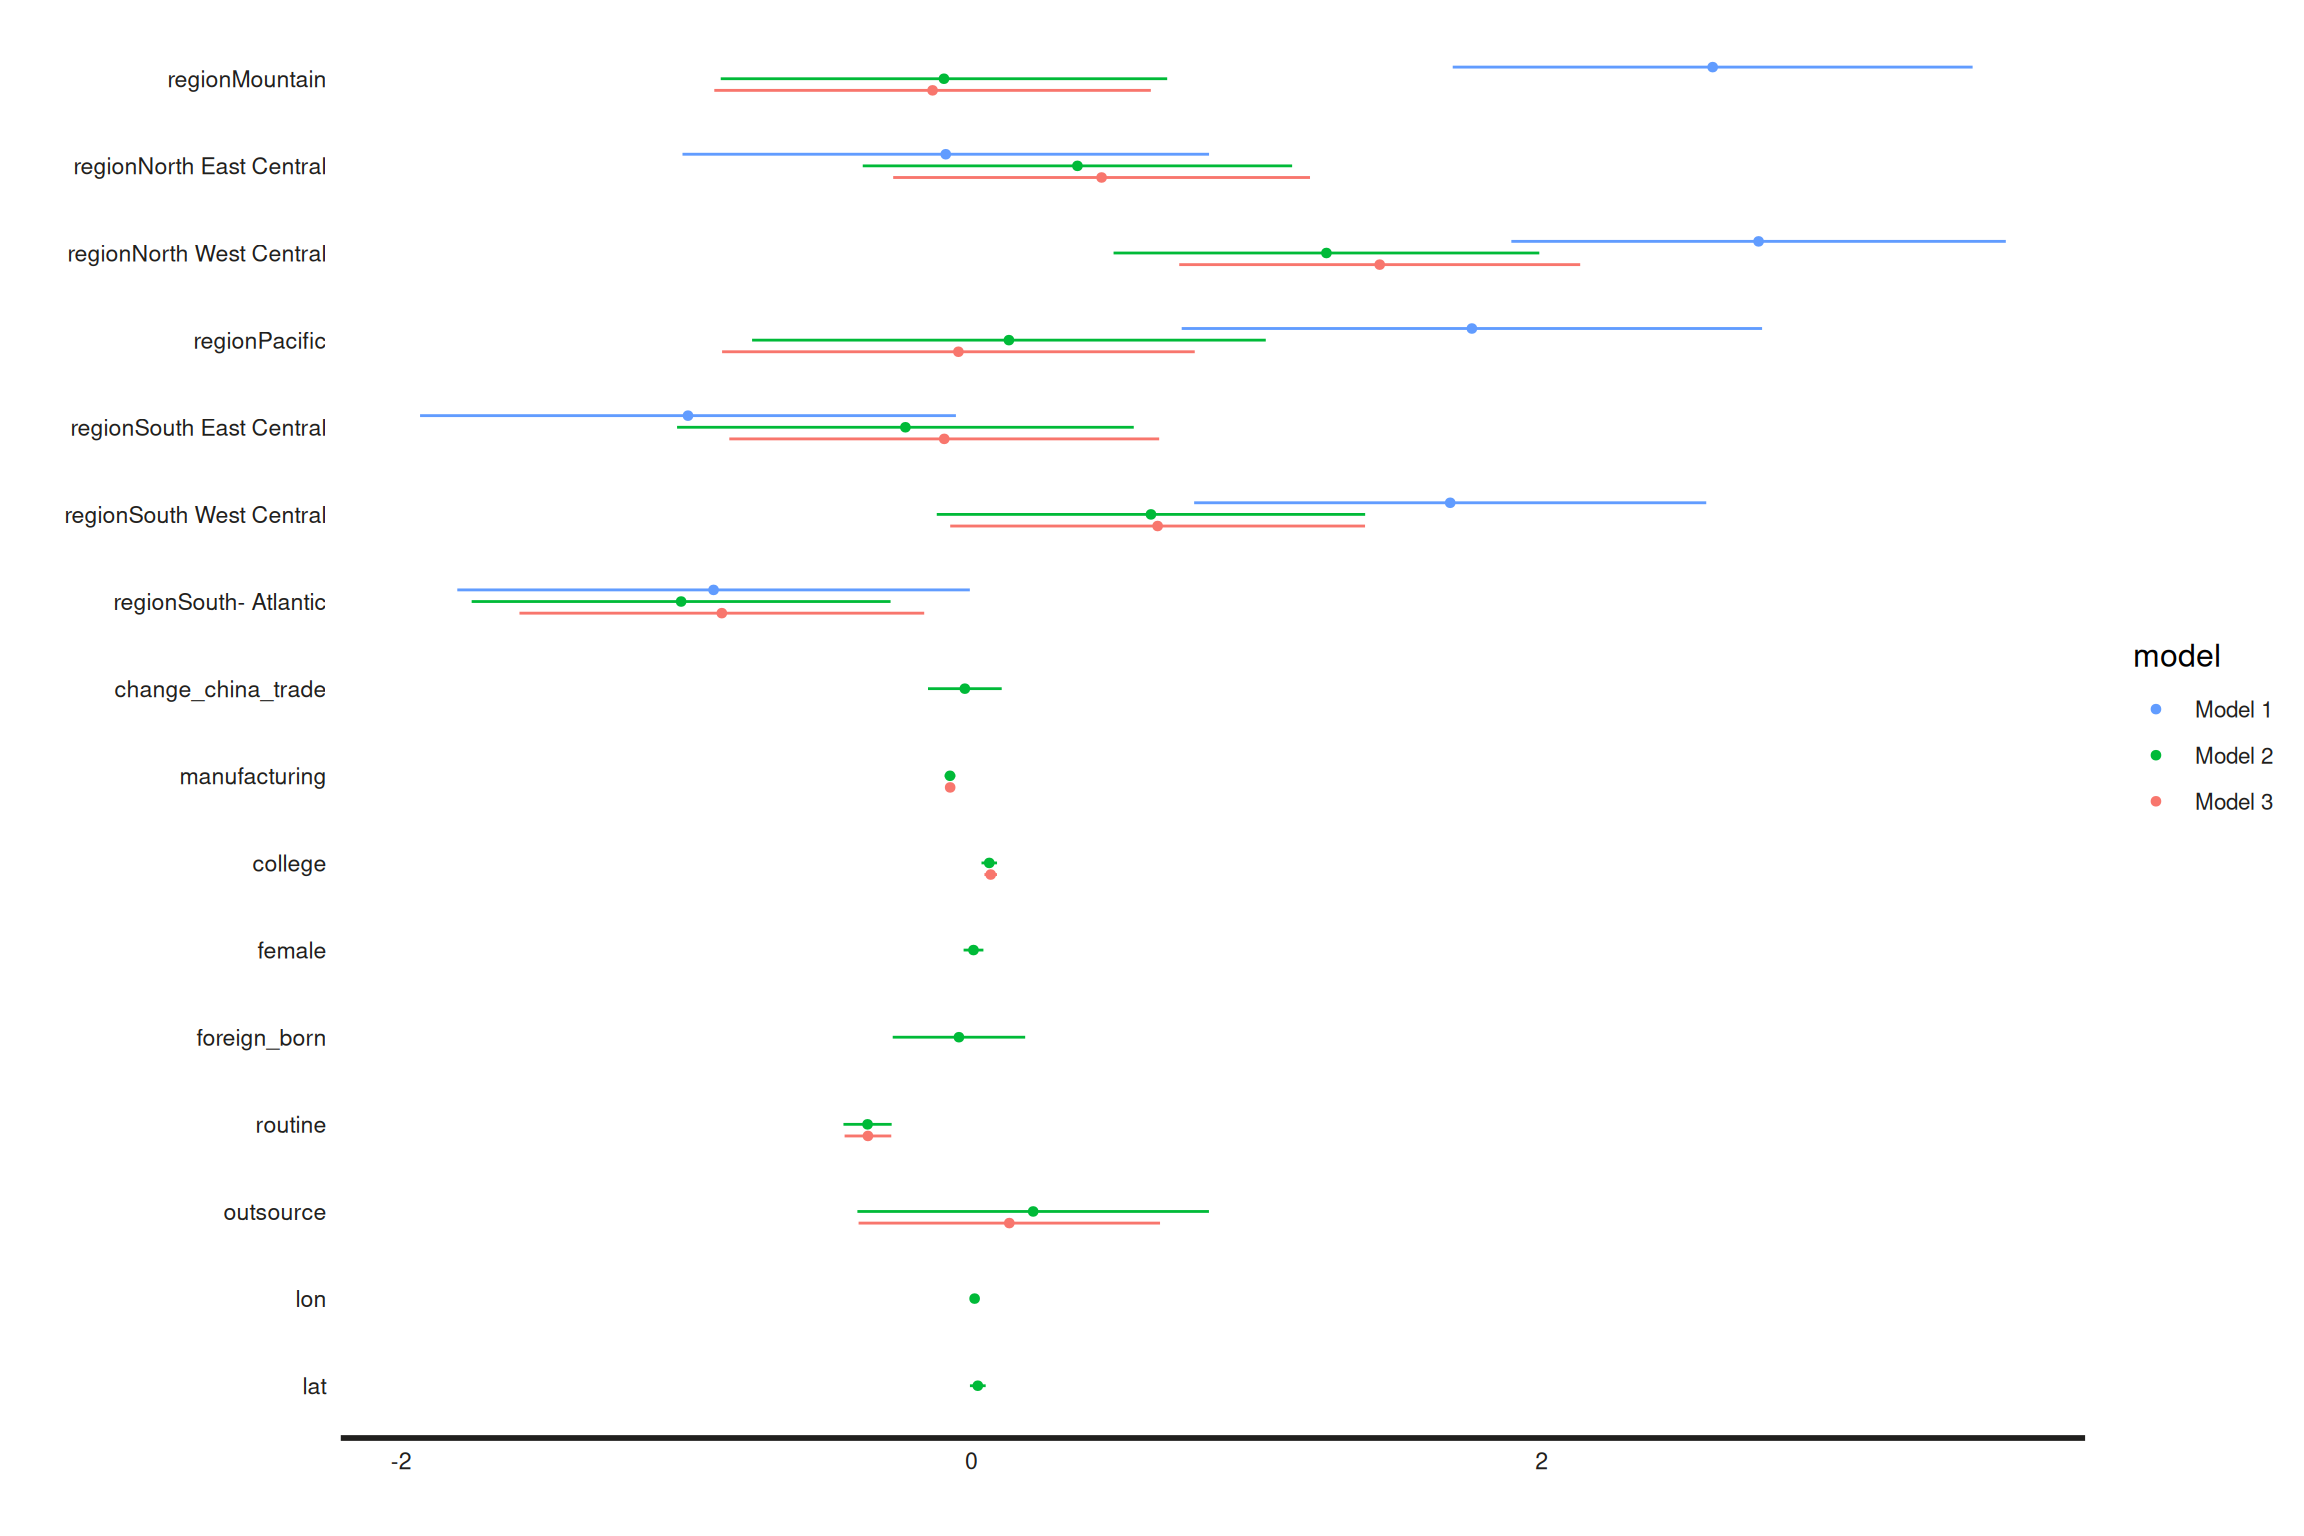 regionMountain
regionNorth East Central
regionNorth West Central
regionPacific
regionSouth East Central
regionSouth West Central
regionSouth- Atlantic
change_china_trade
manufacturing
college
female
foreign_born
routine
outsource
lon
lat
-2
0
2
model
Model 1
Model 2
Model 3